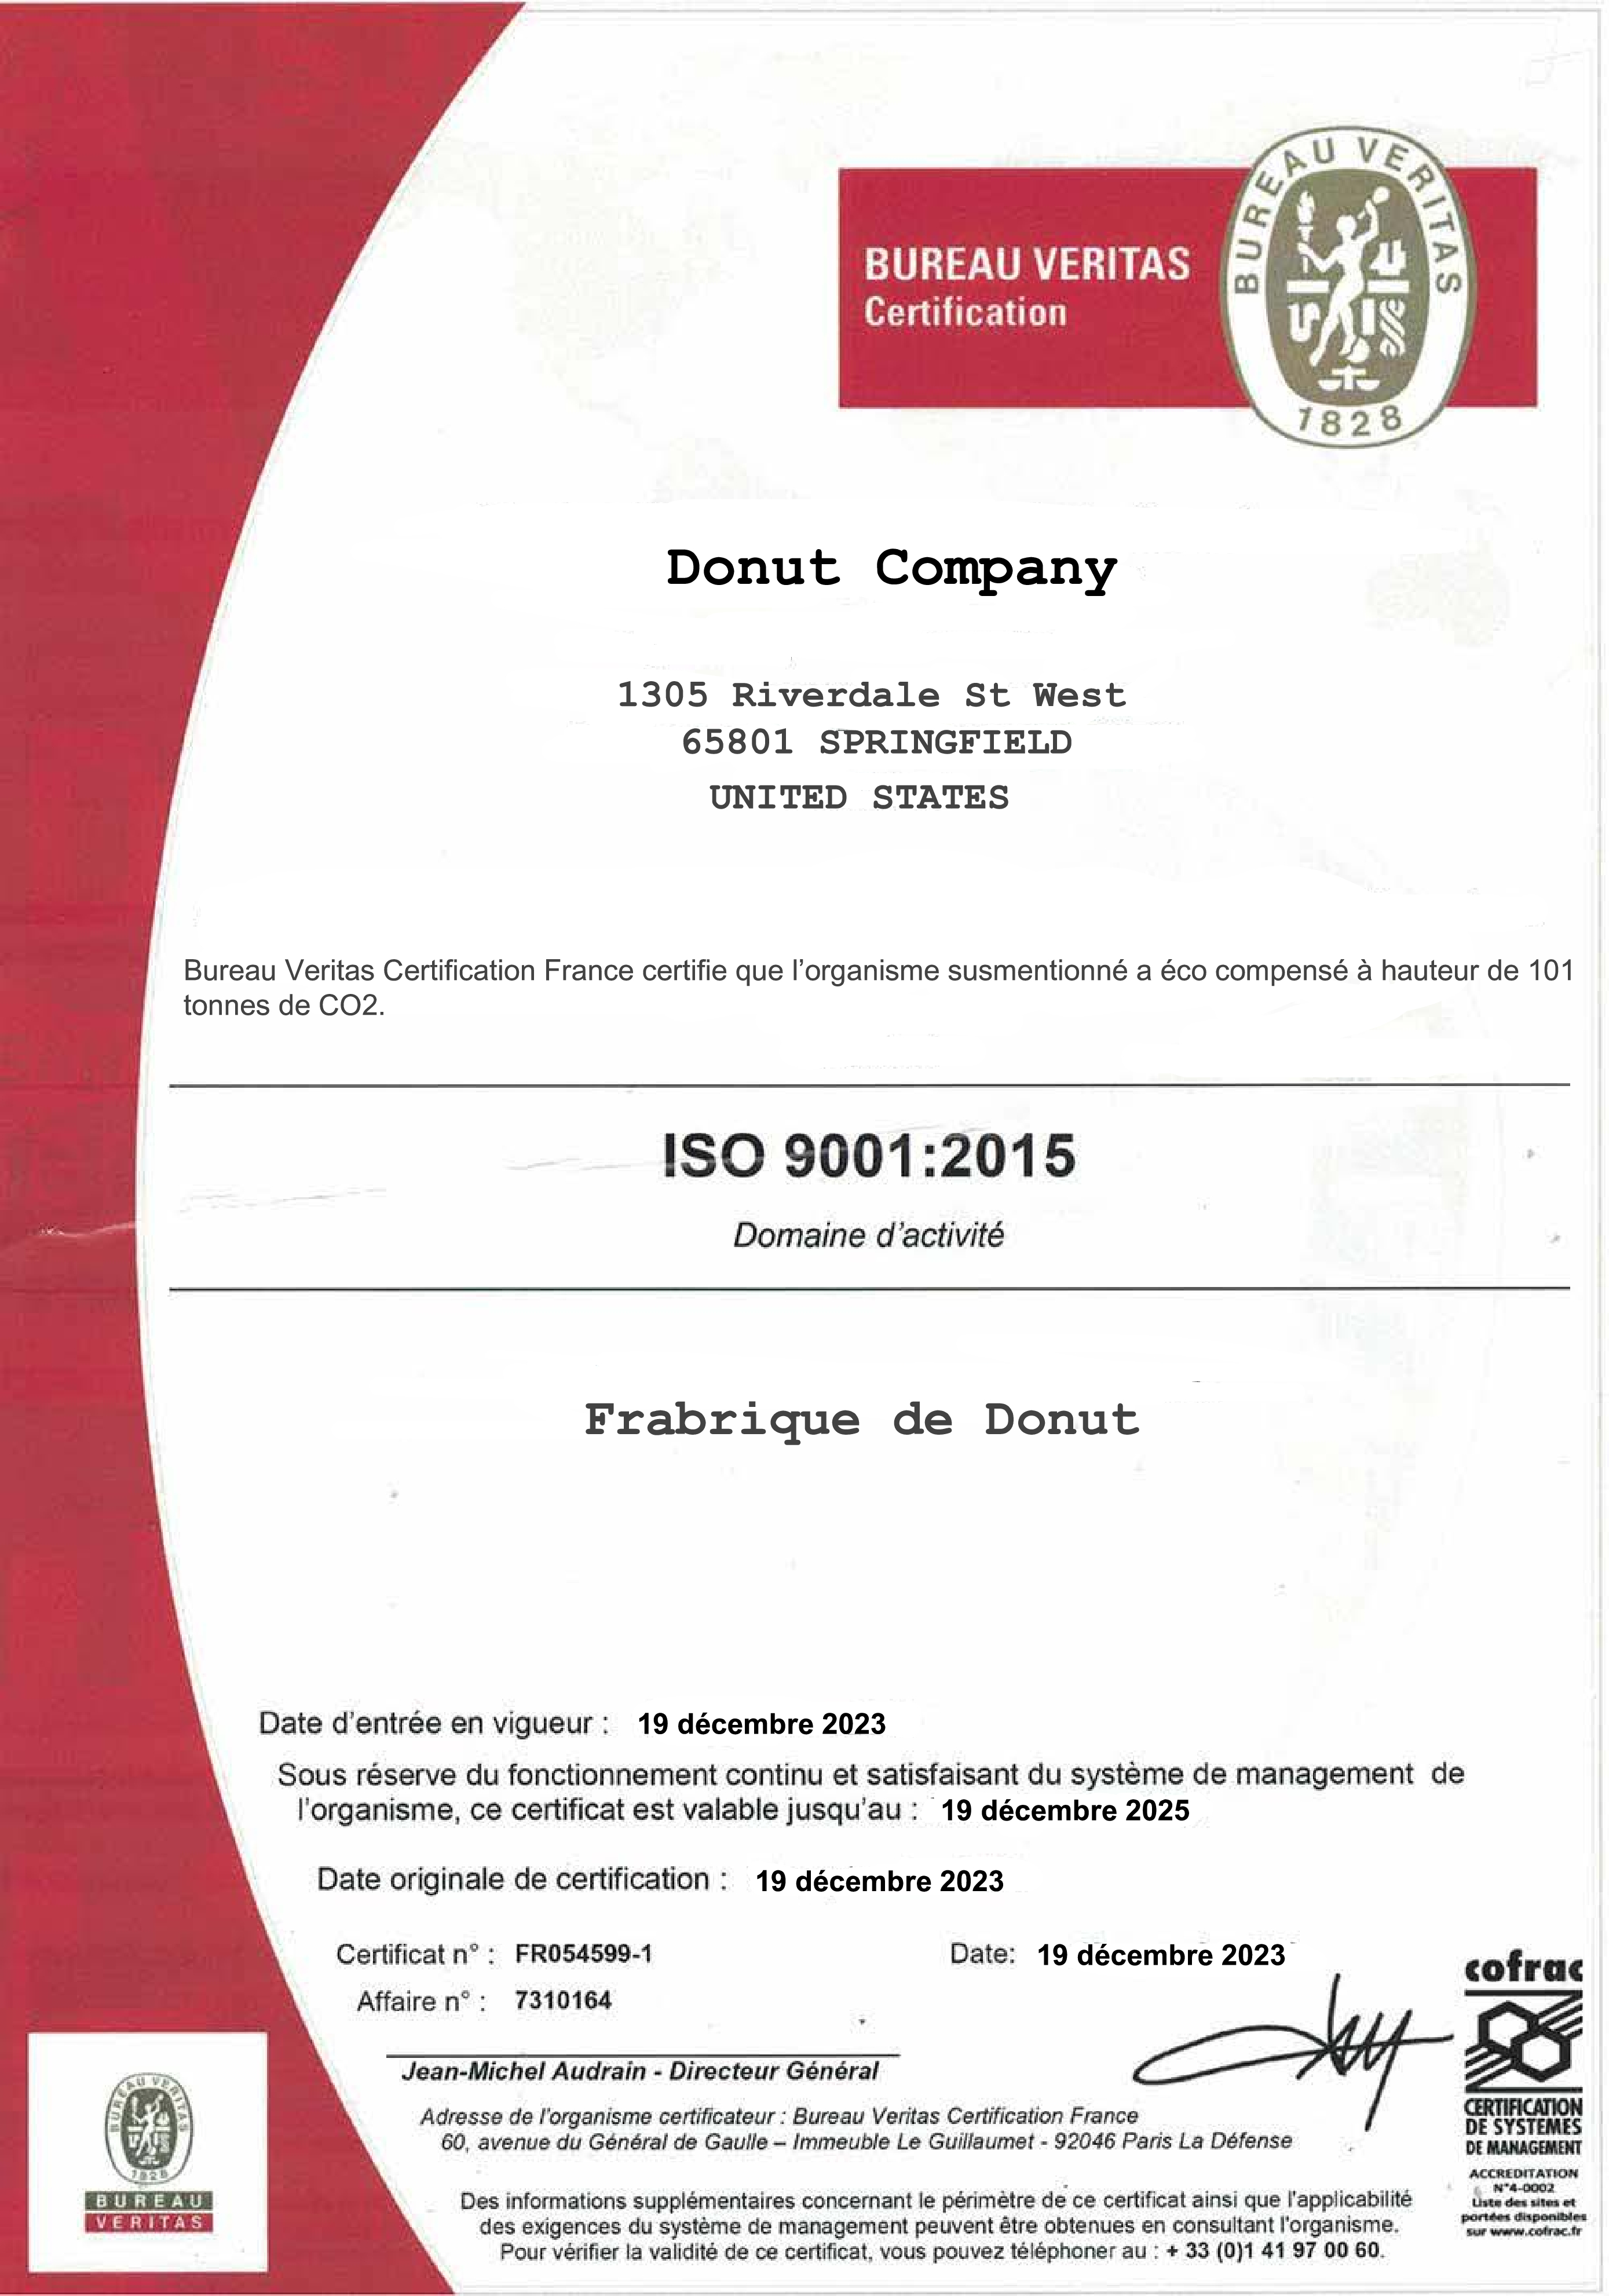 BUREAU VERITAS
Certification
BUREAU VERITAS
1828
Donut Company
1305 Riverdale St West
65801 SPRINGFIELD
UNITED STATES
Bureau Veritas Certification France certifie que l’organisme susmentionné a éco compensé à hauteur de 101
tonnes de CO2.
ISO 9001:2015
Domaine d'activité
Frabrique de Donut
Date d'entrée en vigueur : 19 décembre 2023
Sous réserve du fonctionnement continu et satisfaisant du système de management de
l'organisme, ce certificat est valable jusqu'au : 19 décembre 2025
Date originale de certification : 19 décembre 2023
Certificat n° : FR054599-1 Date: 19 décembre 2023
Affaire n° : 7310164
Jean-Michel Audrain - Directeur Général
Adresse de l'organisme certificateur : Bureau Veritas Certification France
60, avenue du Général de Gaulle – Immeuble Le Guillaumet - 92046 Paris La Défense
Des informations supplémentaires concernant le périmètre de ce certificat ainsi que l'applicabilité
des exigences du système de management peuvent être obtenues en consultant l'organisme.
Pour vérifier la validité de ce certificat, vous pouvez téléphoner au : + 33 (0)1 41 97 00 60.
cofrac
CERTIFICATION
DE SYSTEMES
DE MANAGEMENT
ACCREDITATION
N°4-0002
Liste des sites et
portées disponibles
sur www.cofrac.fr
BUREAU VERITAS
1828
BUREAU
VERITAS